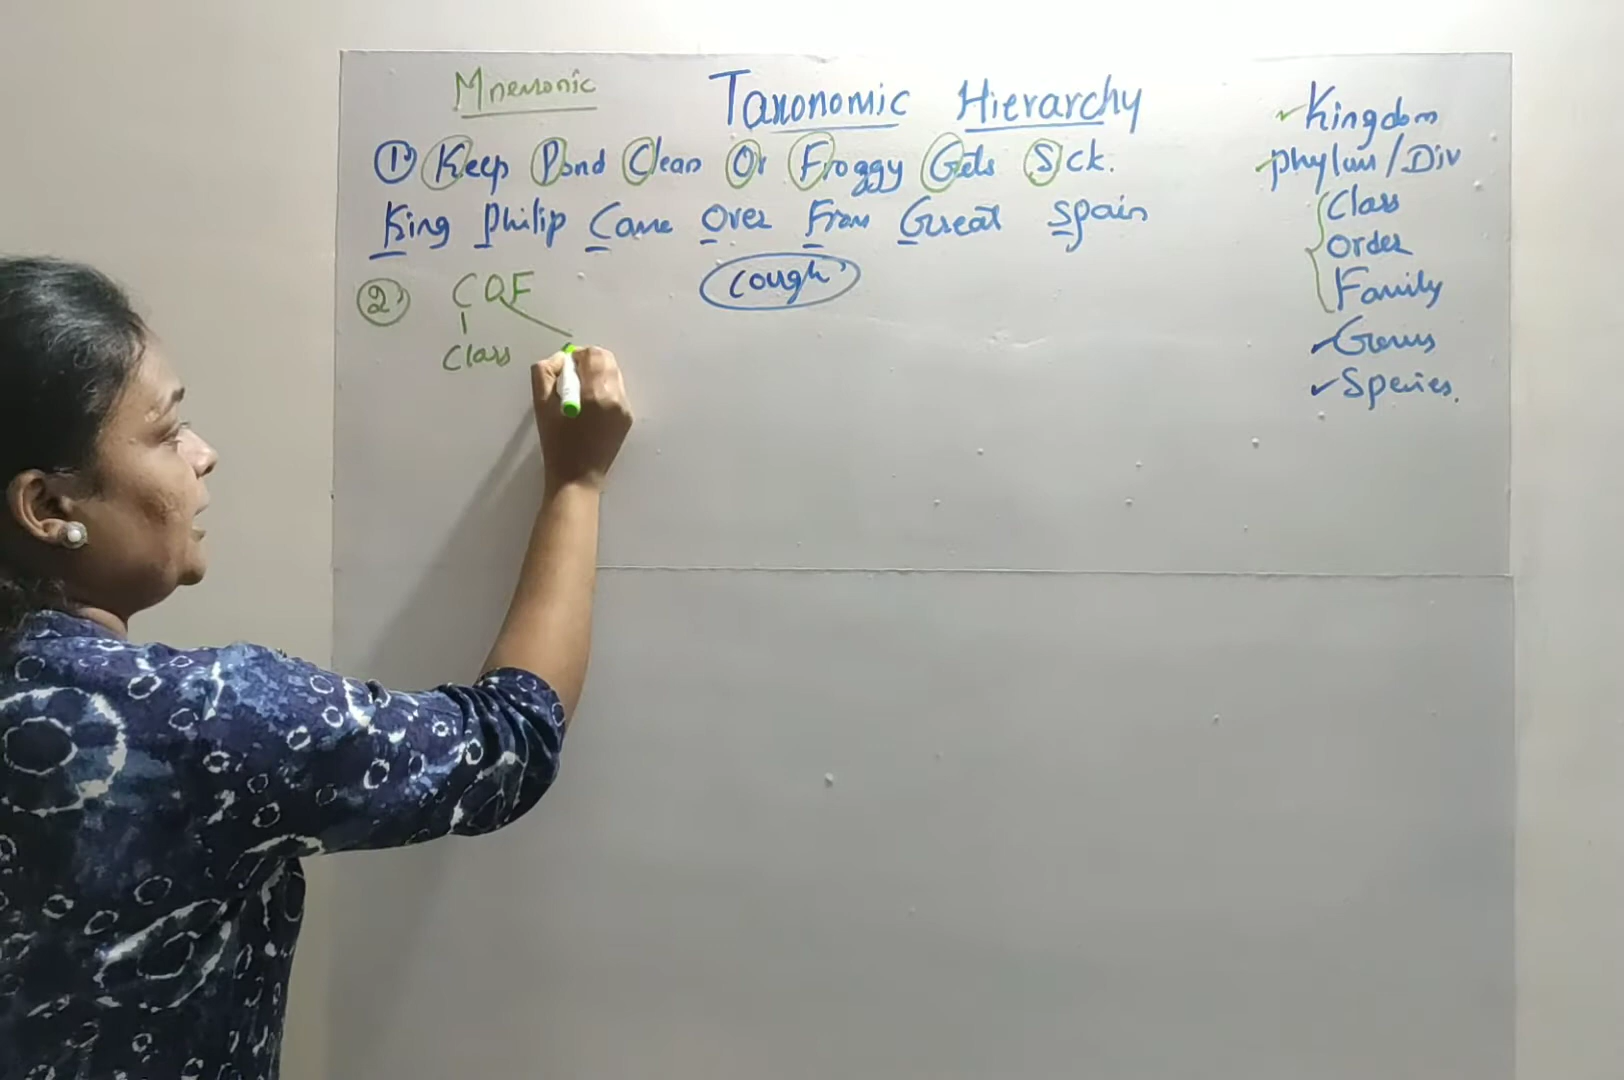 Mnemonic
Taxonomic Hierarchy
① Keep Pond Clean Or Froggy Gets Sick.
King Philip Came Over From Great Spain
② COF
Class
Cough
Kingdom
Phylum/Div
Class
Order
Family
Genus
Species.